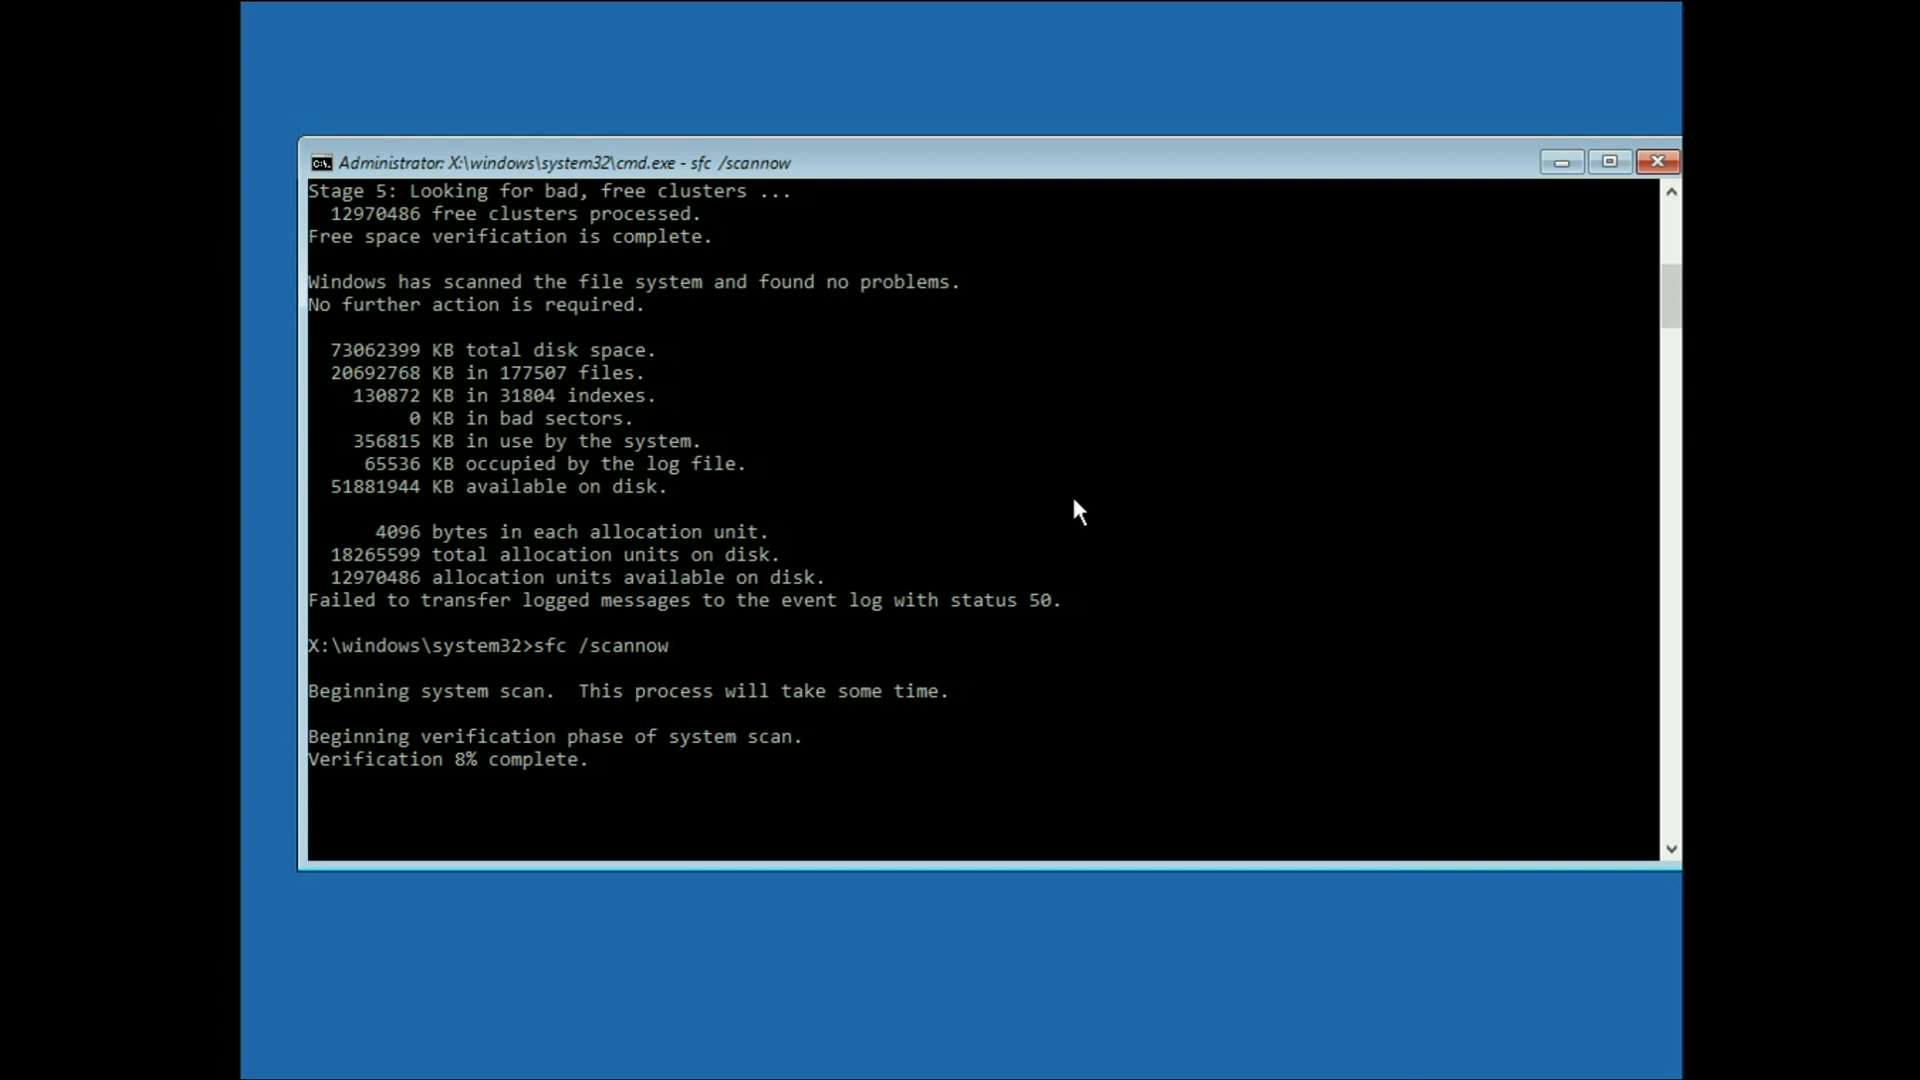 Administrator: X:\windows\system32\cmd.exe - sfc /scannow
Stage 5: Looking for bad, free clusters ...
12970486 free clusters processed.
Free space verification is complete.
Windows has scanned the file system and found no problems.
No further action is required.
73062399 KB total disk space.
20692768 KB in 177507 files.
130872 KB in 31804 indexes.
0 KB in bad sectors.
356815 KB in use by the system.
65536 KB occupied by the log file.
51881944 KB available on disk.
4096 bytes in each allocation unit.
18265599 total allocation units on disk.
12970486 allocation units available on disk.
Failed to transfer logged messages to the event log with status 50.
X:\windows\system32>sfc /scannow
Beginning system scan.  This process will take some time.
Beginning verification phase of system scan.
Verification 8% complete.